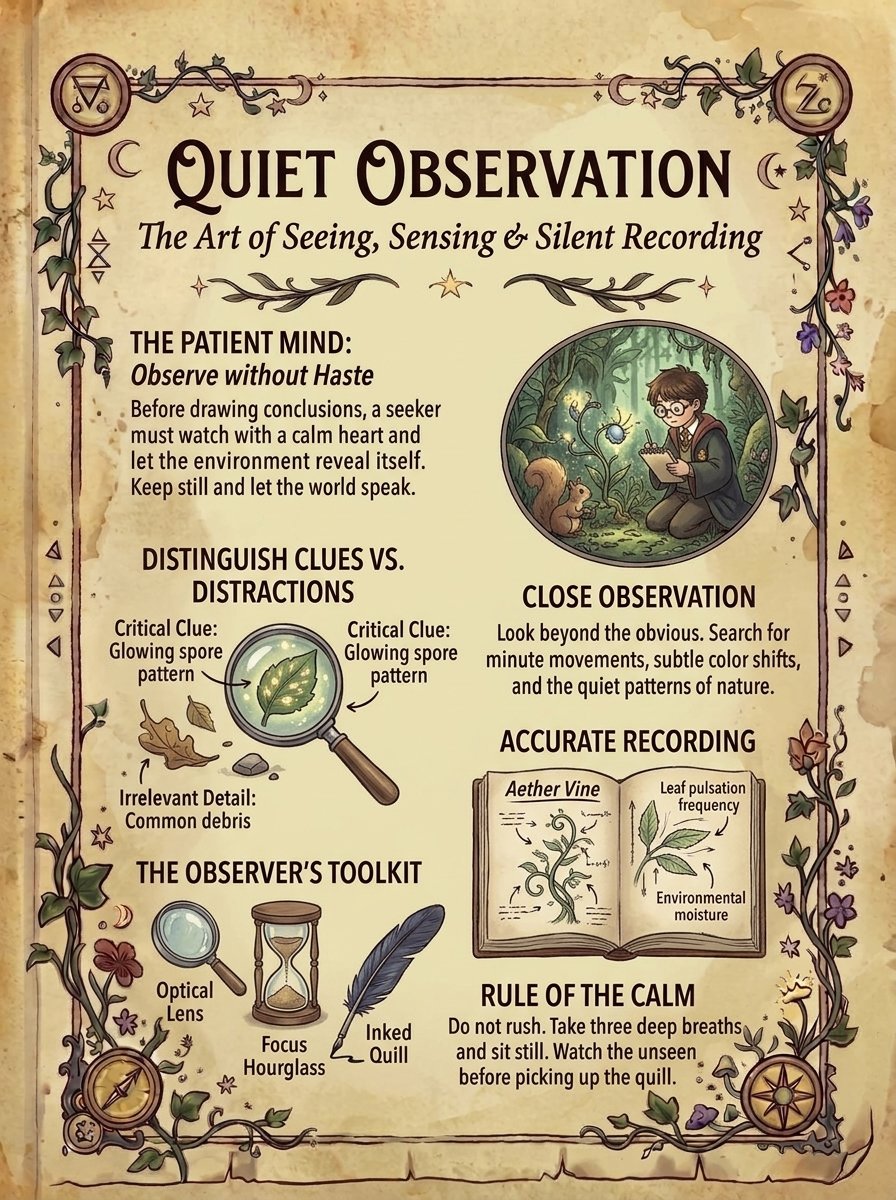 QUIET OBSERVATION
The Art of Seeing, Sensing & Silent Recording
THE PATIENT MIND:
Observe without Haste
Before drawing conclusions, a seeker
must watch with a calm heart and
let the environment reveal itself.
Keep still and let the world speak.
DISTINGUISH CLUES VS.
DISTRACTIONS
Critical Clue:
Glowing spore
pattern
Critical Clue:
Glowing spore
pattern
Irrelevant Detail:
Common debris
THE OBSERVER'S TOOLKIT
Optical
Lens
Focus
Hourglass
Inked
Quill
CLOSE OBSERVATION
Look beyond the obvious. Search for
minute movements, subtle color shifts,
and the quiet patterns of nature.
ACCURATE RECORDING
Aether Vine
Leaf pulsation
frequency
Environmental
moisture
RULE OF THE CALM
Do not rush. Take three deep breaths
and sit still. Watch the unseen
before picking up the quill.